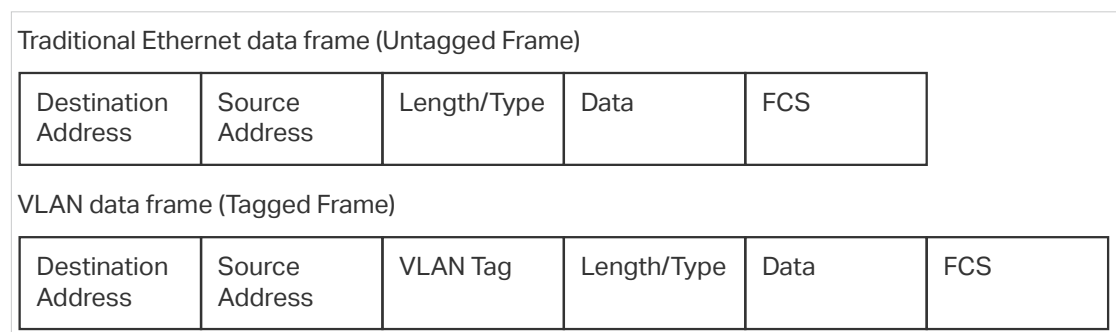 Traditional Ethernet data frame (Untagged Frame)
Destination Address Source Address Length/Type Data FCS
VLAN data frame (Tagged Frame)
Destination Address Source Address VLAN Tag Length/Type Data FCS